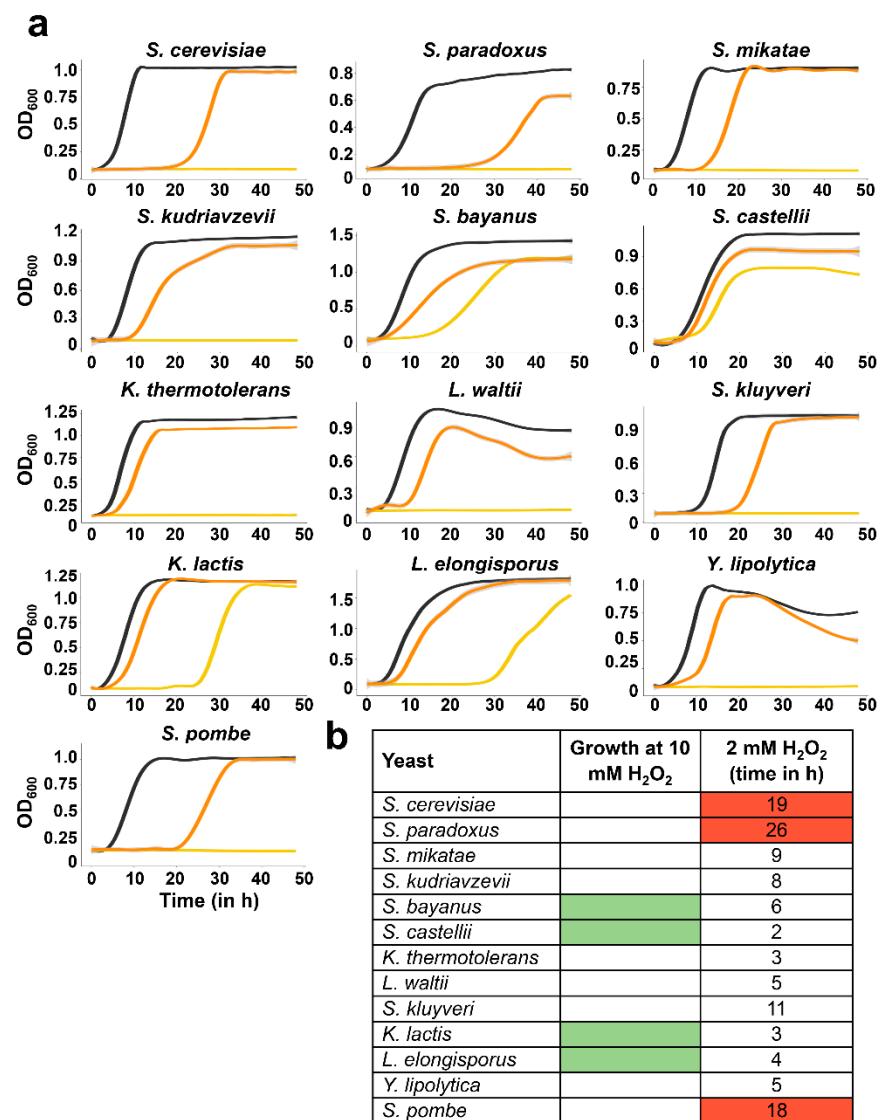 a
S. cerevisiae
S. paradoxus
S. mikatae
OD600
1.0
0.75
0.5
0.25
0
0 10 20 30 40 50
0.8
0.6
0.4
0.2
0
0 10 20 30 40 50
0.75
0.5
0.25
0
0 10 20 30 40 50
S. kudriavzevii
S. bayanus
S. castellii
OD600
1.2
0.9
0.6
0.3
0
0 10 20 30 40 50
1.5
1.0
0.5
0
0 10 20 30 40 50
0.9
0.6
0.3
0
0 10 20 30 40 50
K. thermotolerans
L. waltii
S. kluyveri
OD600
1.25
1.0
0.75
0.5
0.25
0
0 10 20 30 40 50
0.9
0.6
0.3
0
0 10 20 30 40 50
0.9
0.6
0.3
0
0 10 20 30 40 50
K. lactis
L. elongisporus
Y. lipolytica
OD600
1.25
1.0
0.75
0.5
0.25
0
0 10 20 30 40 50
1.5
1.0
0.5
0
0 10 20 30 40 50
1.0
0.75
0.5
0.25
0
0 10 20 30 40 50
S. pombe
OD600
1.0
0.75
0.5
0.25
0
0 10 20 30 40 50
Time (in h)
b
Yeast | Growth at 10 mM H2O2 | 2 mM H2O2 (time in h)
S. cerevisiae 19
S. paradoxus 26
S. mikatae 9
S. kudriavzevii 8
S. bayanus 6
S. castellii 2
K. thermotolerans 3
L. waltii 5
S. kluyveri 11
K. lactis 3
L. elongisporus 4
Y. lipolytica 5
S. pombe 18